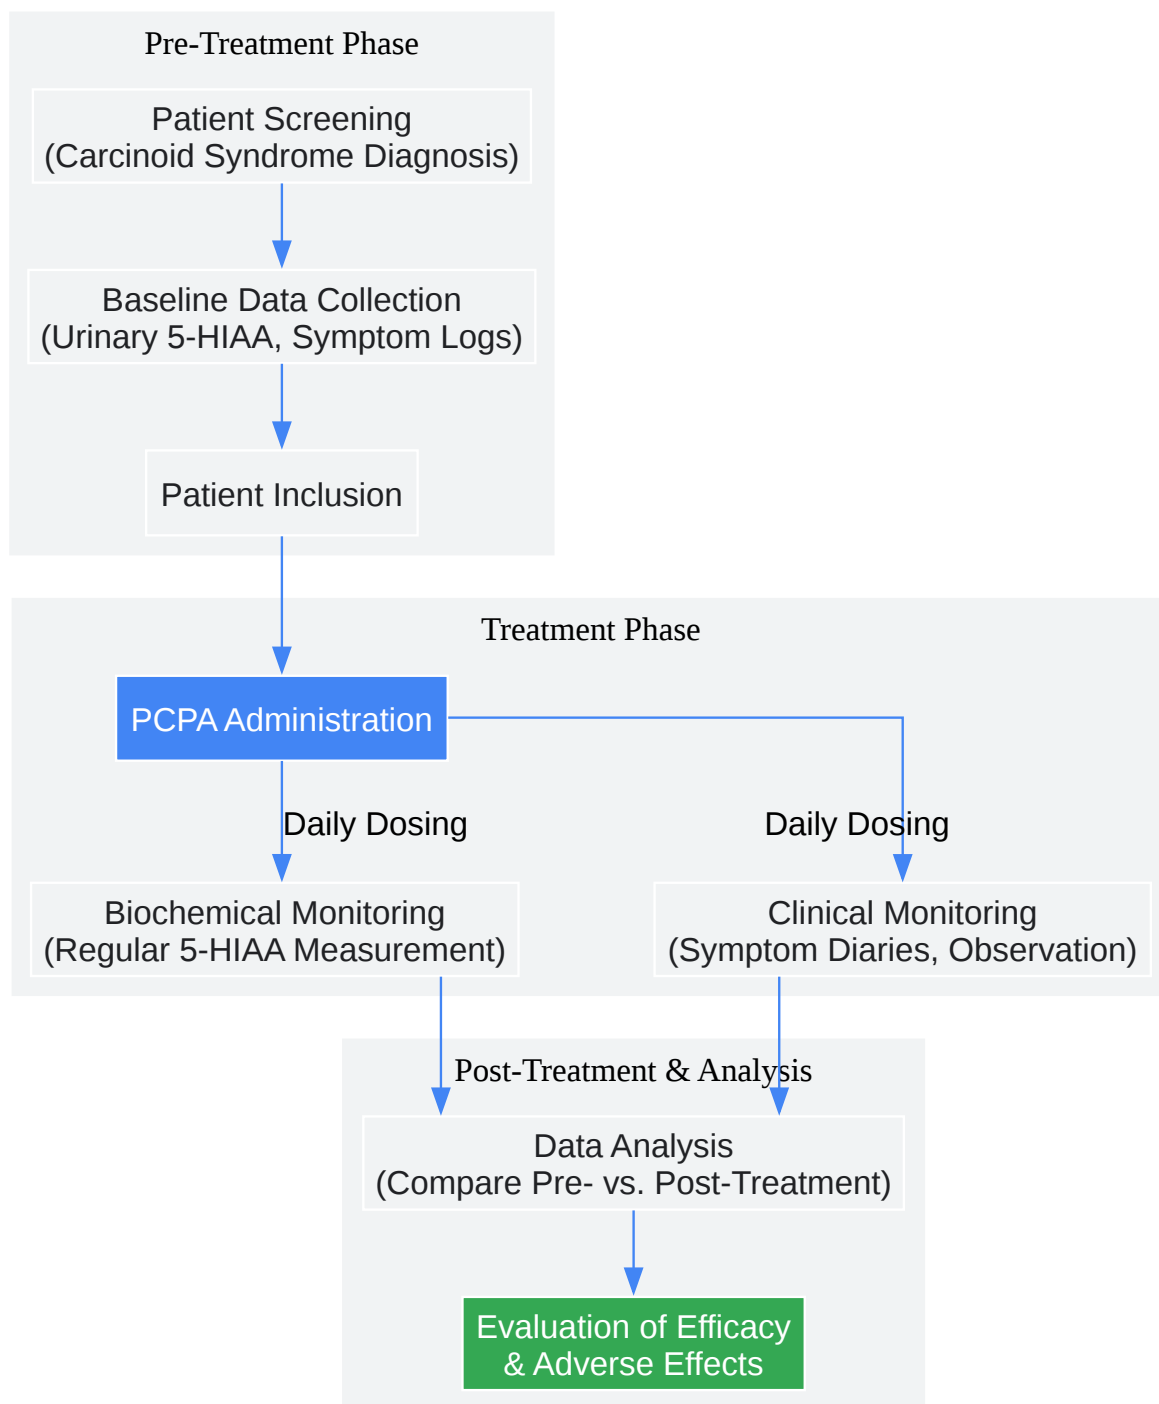 Pre-Treatment Phase
Patient Screening
(Carcinoid Syndrome Diagnosis)
Baseline Data Collection
(Urinary 5-HIAA, Symptom Logs)
Patient Inclusion
Treatment Phase
PCPA Administration
Daily Dosing
Daily Dosing
Biochemical Monitoring
(Regular 5-HIAA Measurement)
Clinical Monitoring
(Symptom Diaries, Observation)
Post-Treatment & Analysis
Data Analysis
(Compare Pre- vs. Post-Treatment)
Evaluation of Efficacy
& Adverse Effects